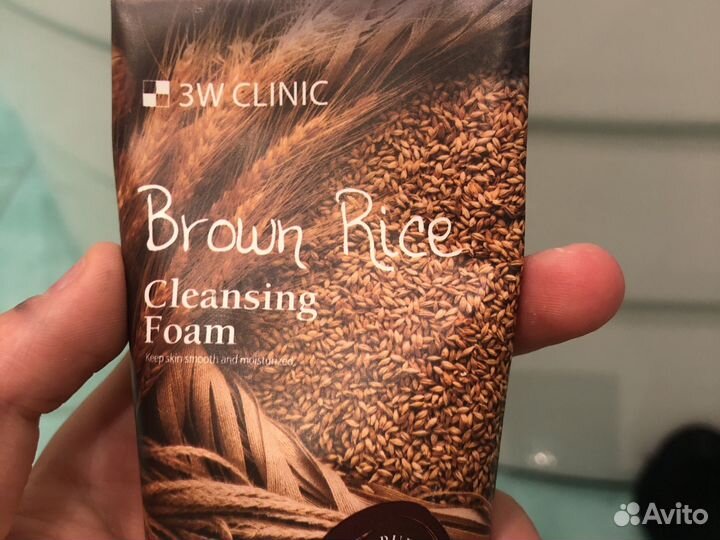 3W CLINIC
Brown Rice
Cleansing
Foam
Keep skin smooth and moisturized
Avito